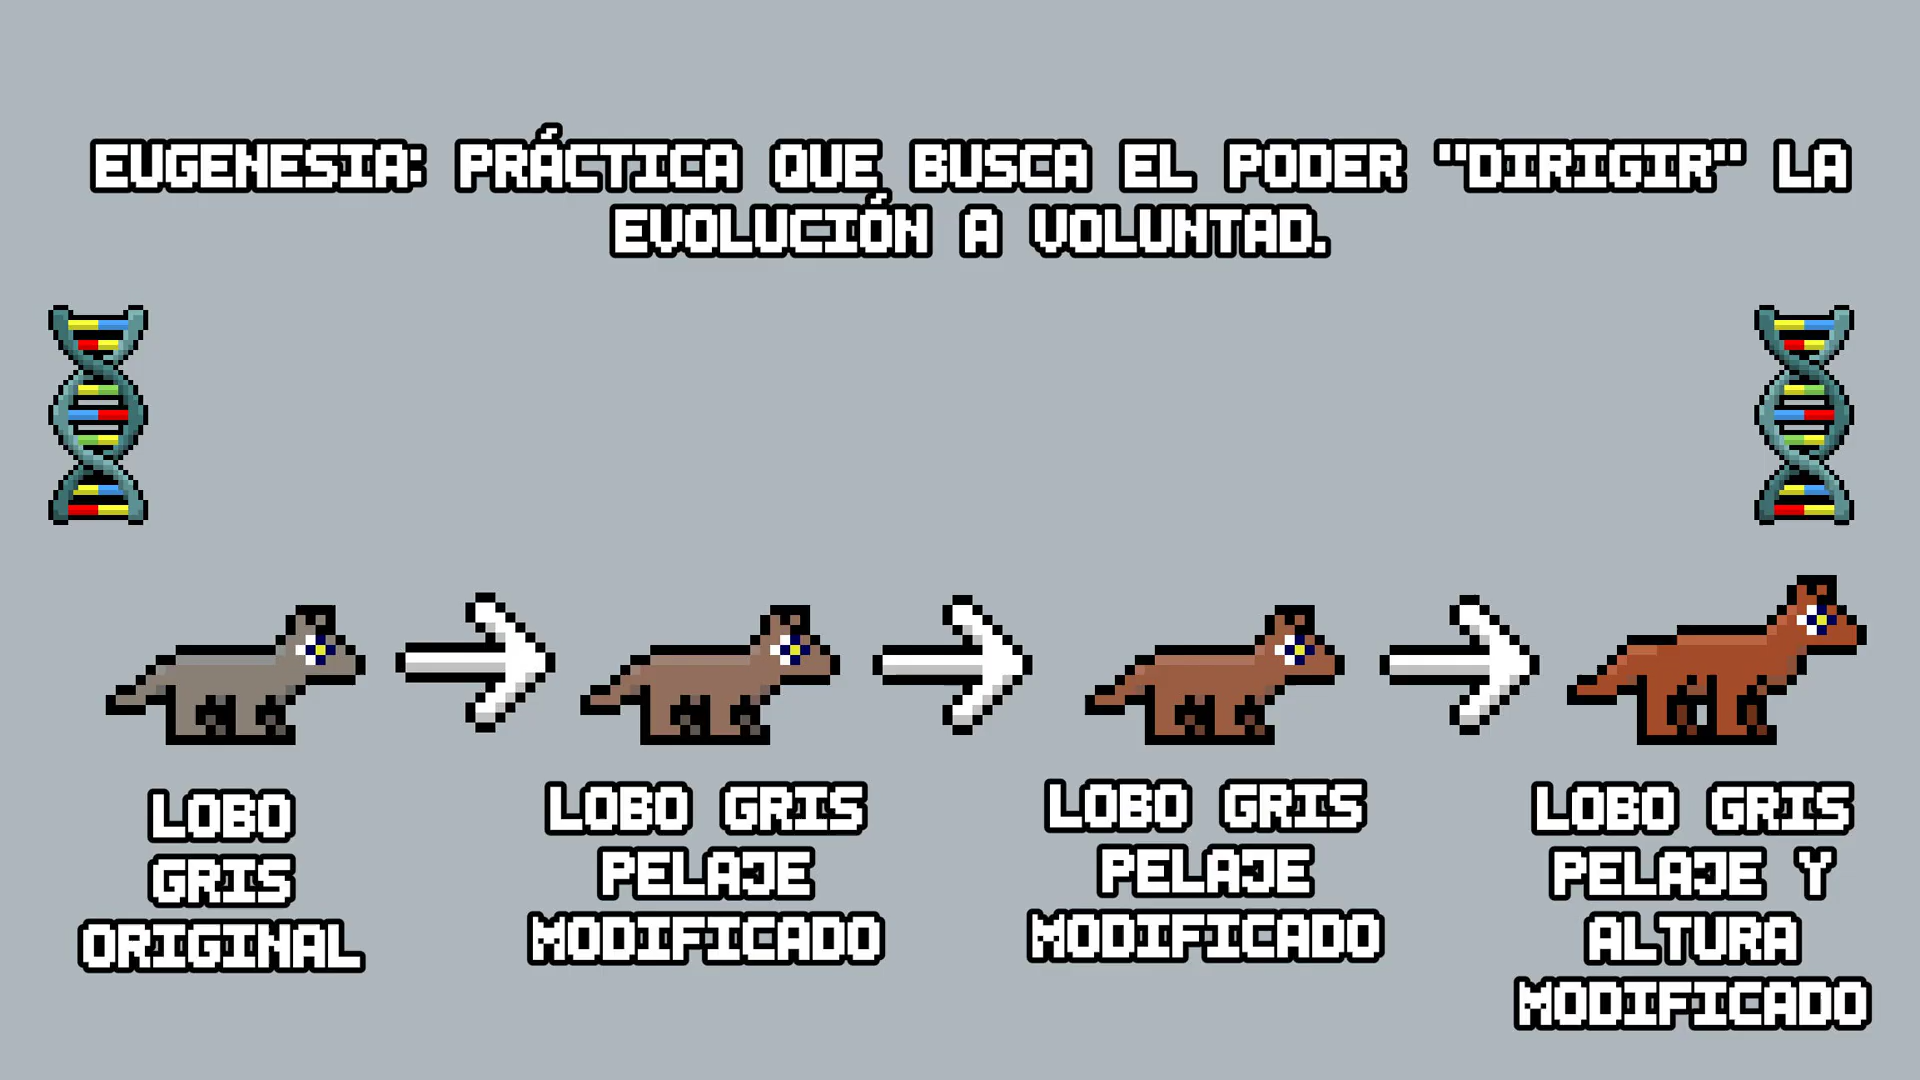 EUGENESIA: PRÁCTICA QUE BUSCA EL PODER "DIRIGIR" LA
EVOLUCIÓN A VOLUNTAD.
LOBO
GRIS
ORIGINAL
LOBO GRIS
PELAJE
MODIFICADO
LOBO GRIS
PELAJE
MODIFICADO
LOBO GRIS
PELAJE Y
ALTURA
MODIFICADO